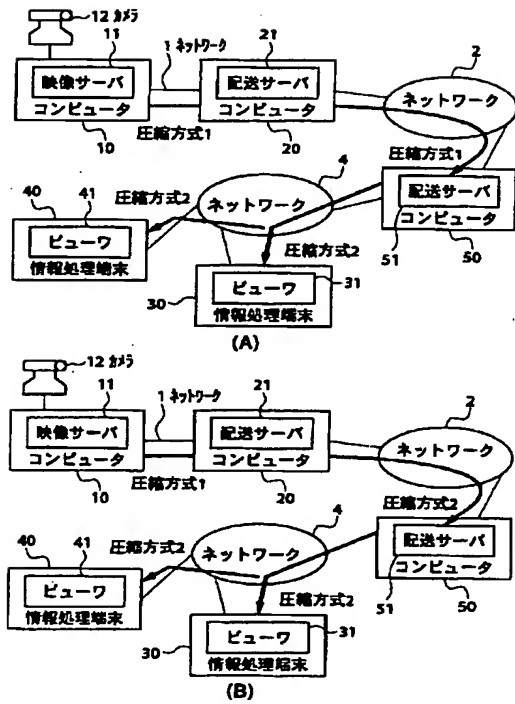 12 カメラ
11
1 ネットワーク
21
2
映像サーバ
配送サーバ
ネットワーク
コンピュータ
コンピュータ
10
圧縮方式1
20
圧縮方式1
40
41
圧縮方式2
4
ネットワーク
配送サーバ
コンピュータ
ビューワ
情報処理端末
圧縮方式2
51
50
ビューワ
31
30
情報処理端末
(A)
12 カメラ
11
1 ネットワーク
21
2
映像サーバ
配送サーバ
ネットワーク
コンピュータ
コンピュータ
10
圧縮方式1
20
圧縮方式2
40
41
圧縮方式2
4
ネットワーク
配送サーバ
コンピュータ
ビューワ
情報処理端末
圧縮方式2
51
50
ビューワ
31
30
情報処理端末
(B)